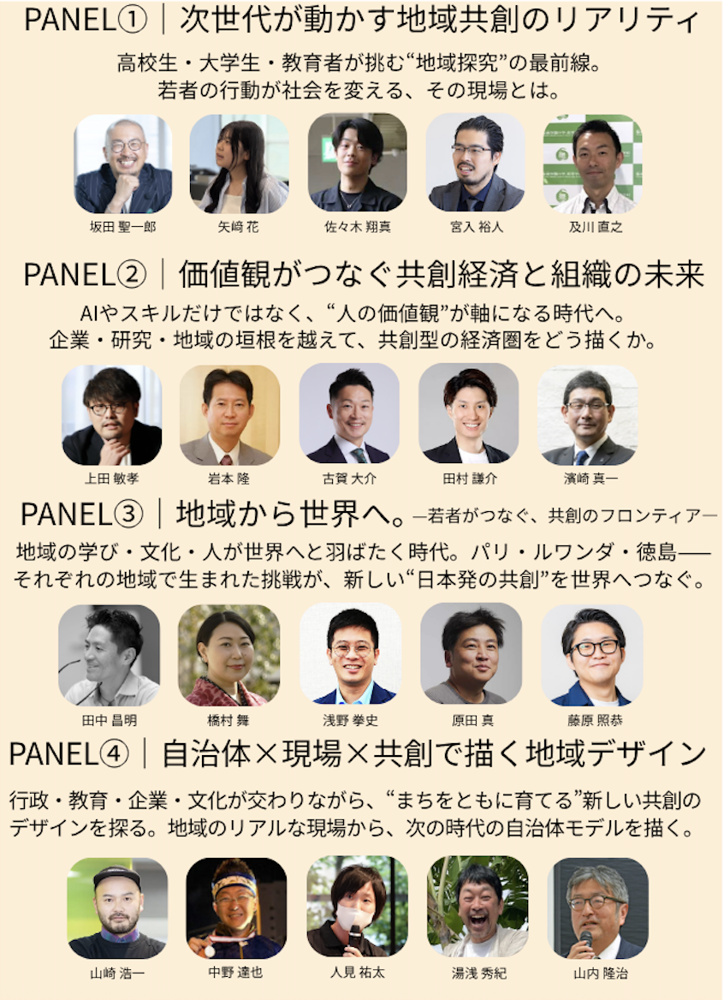 PANEL①｜次世代が動かす地域共創のリアリティ
高校生・大学生・教育者が挑む“地域探究”の最前線。
若者の行動が社会を変える、その現場とは。
坂田 聖一郎
矢﨑 花
佐々木 翔真
宮入 裕人
及川 直之
PANEL②｜価値観がつなぐ共創経済と組織の未来
AIやスキルだけではなく、“人の価値観”が軸になる時代へ。
企業・研究・地域の垣根を越えて、共創型の経済圏をどう描くか。
上田 敏孝
岩本 隆
古賀 大介
田村 謙介
濱崎 真一
PANEL③｜地域から世界へ。—若者がつなぐ、共創のフロンティア—
地域の学び・文化・人が世界へと羽ばたく時代。パリ・ルワンダ・徳島——
それぞれの地域で生まれた挑戦が、新しい“日本発の共創”を世界へつなぐ。
田中 昌明
橋村 舞
浅野 拳史
原田 真
藤原 照恭
PANEL④｜自治体×現場×共創で描く地域デザイン
行政・教育・企業・文化が交わりながら、“まちをともに育てる”新しい共創の
デザインを探る。地域のリアルな現場から、次の時代の自治体モデルを描く。
山崎 浩一
中野 達也
人見 祐太
湯浅 秀紀
山内 隆治